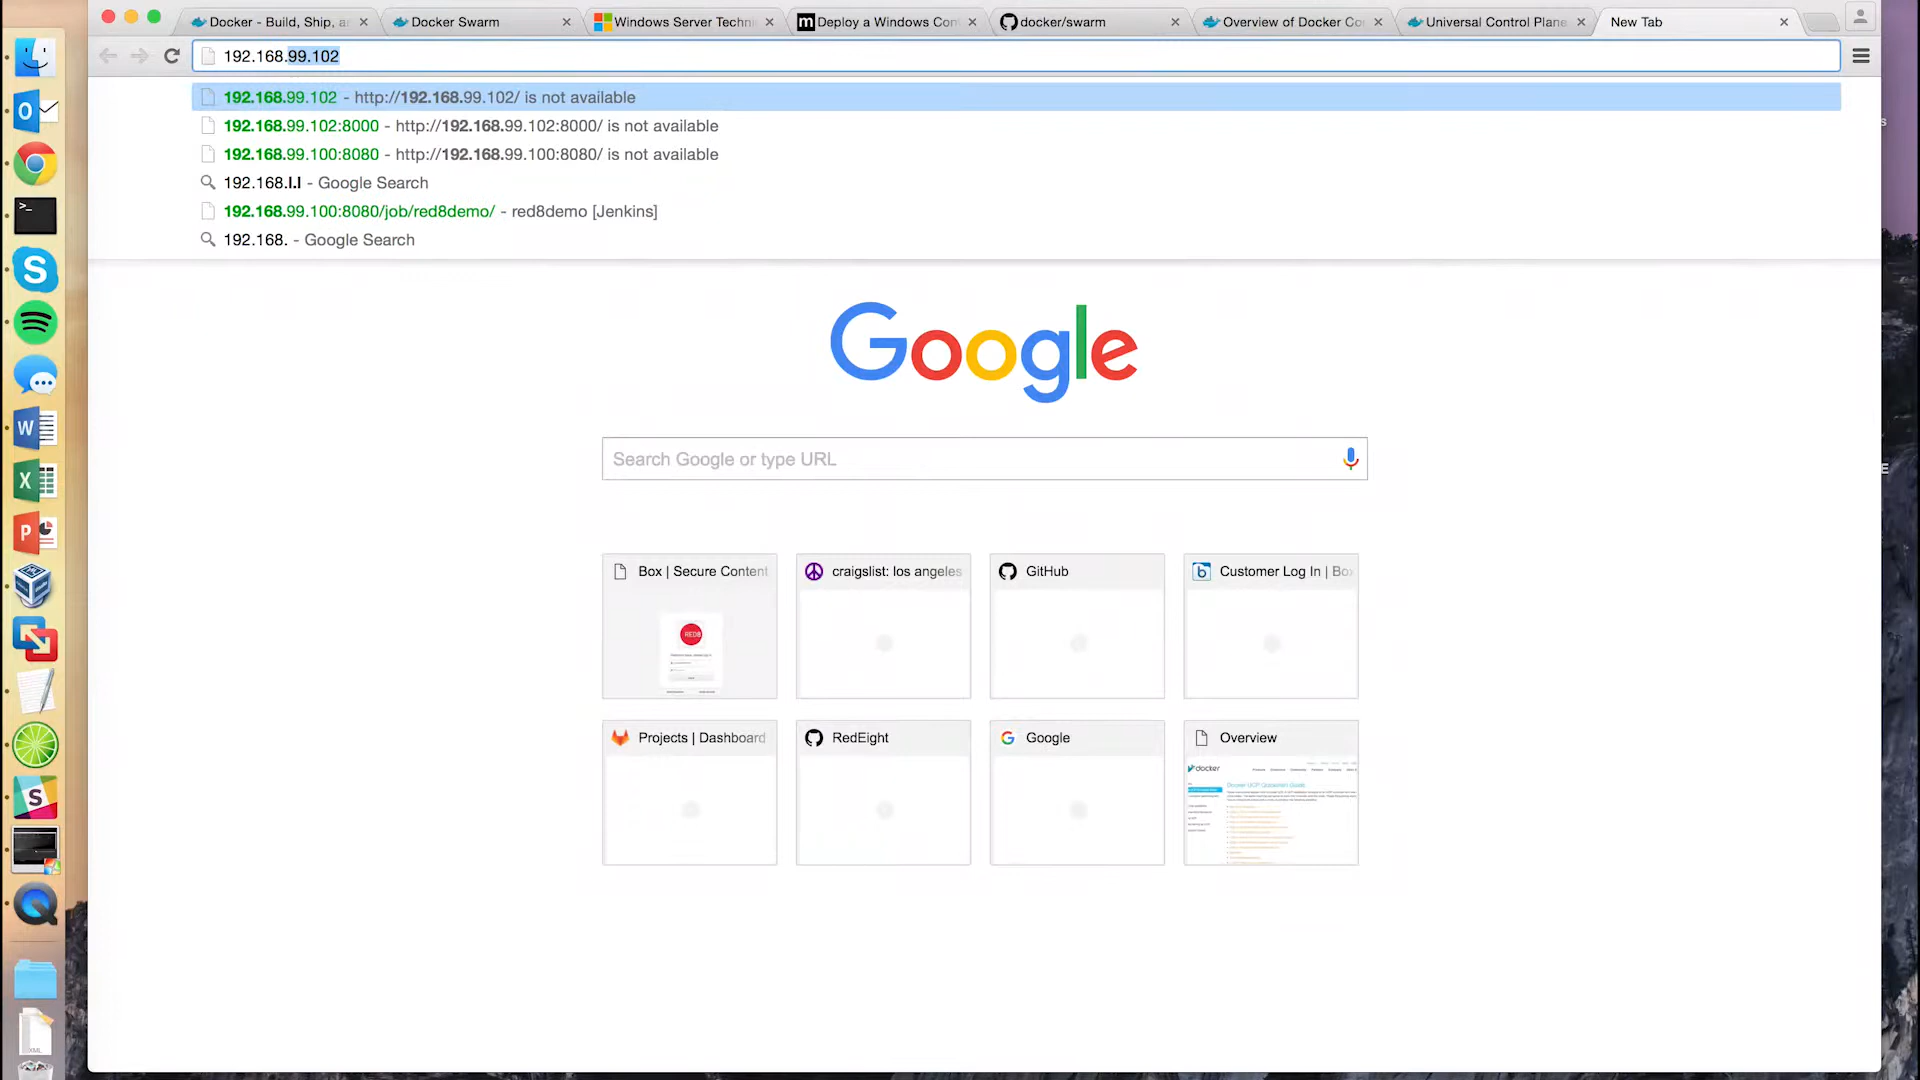 Docker - Build, Ship, a
Docker Swarm
Windows Server Techni
Deploy a Windows Con
docker/swarm
Overview of Docker Co
Universal Control Plane
New Tab
192.168.99.102
192.168.99.102 - http://192.168.99.102/ is not available
192.168.99.102:8000 - http://192.168.99.102:8000/ is not available
192.168.99.100:8080 - http://192.168.99.100:8080/ is not available
192.168.l.l - Google Search
192.168.99.100:8080/job/red8demo/ - red8demo [Jenkins]
192.168. - Google Search
Google
Search Google or type URL
Box | Secure Content
craigslist: los angeles
GitHub
Customer Log In | Box
RED8
Projects | Dashboard
RedEight
Google
Overview
docker
XML